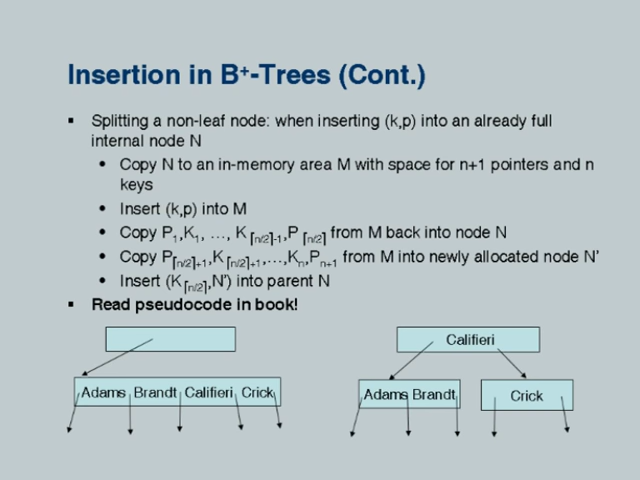 Insertion in B⁺-Trees (Cont.)
▪ Splitting a non-leaf node: when inserting (k,p) into an already full
internal node N
• Copy N to an in-memory area M with space for n+1 pointers and n
keys
• Insert (k,p) into M
• Copy P₁,K₁, …, K ⌈n/2⌉-1,P ⌈n/2⌉ from M back into node N
• Copy P⌈n/2⌉+1,K ⌈n/2⌉+1,…,Kn,Pn+1 from M into newly allocated node N’
• Insert (K ⌈n/2⌉,N’) into parent N
▪ Read pseudocode in book!
Califieri
Adams Brandt Califieri Crick
Adams Brandt
Crick